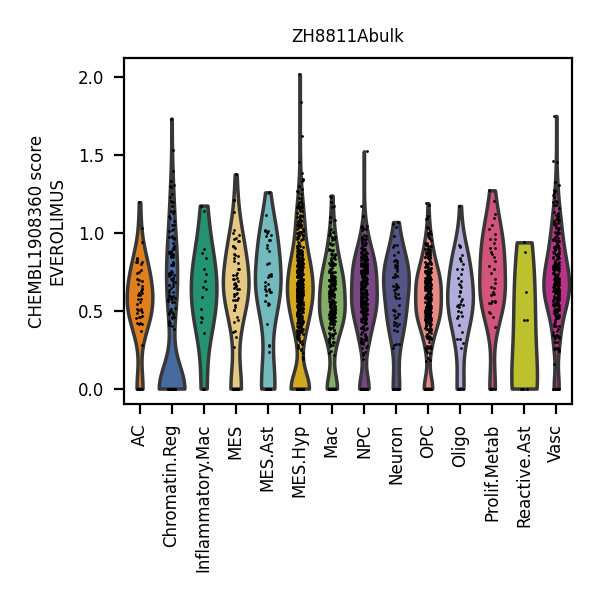 ZH8811Abulk
CHEMBL1908360 score
EVEROLIMUS
2.0
1.5
1.0
0.5
0.0
AC
Chromatin.Reg
Inflammatory.Mac
MES
MES.Ast
MES.Hyp
Mac
NPC
Neuron
OPC
Oligo
Prolif.Metab
Reactive.Ast
Vasc